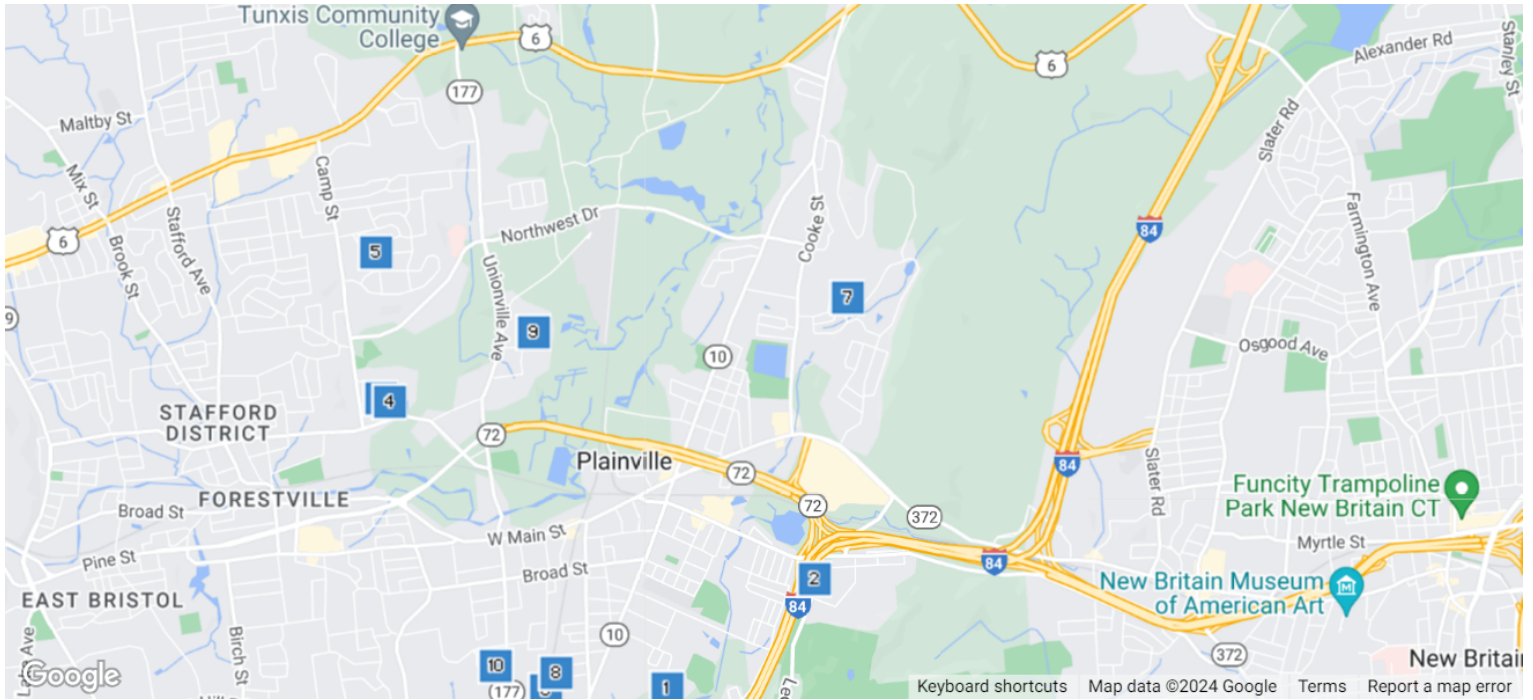 Tunxis Community
College
6
6
Alexander Rd
Stanley St
177
Maltby St
Slater Rd
Mix St
Camp St
Stafford Ave
Farmington Ave
Northwest Dr
Cooke St
84
6
Brook St
5
Unionville Ave
7
9
9
Osgood Ave
10
4
STAFFORD
DISTRICT
72
Plainville
72
84
Slater Rd
Funcity Trampoline
Park New Britain CT
FORESTVILLE
Broad St
72
372
W Main St
Myrtle St
Pine St
84
Broad St
2
New Britain Museum
of American Art
EAST BRISTOL
84
Birch St
10
372
New Britain
10
8
1
177
Google
Keyboard shortcuts
Map data ©2024 Google
Terms
Report a map error